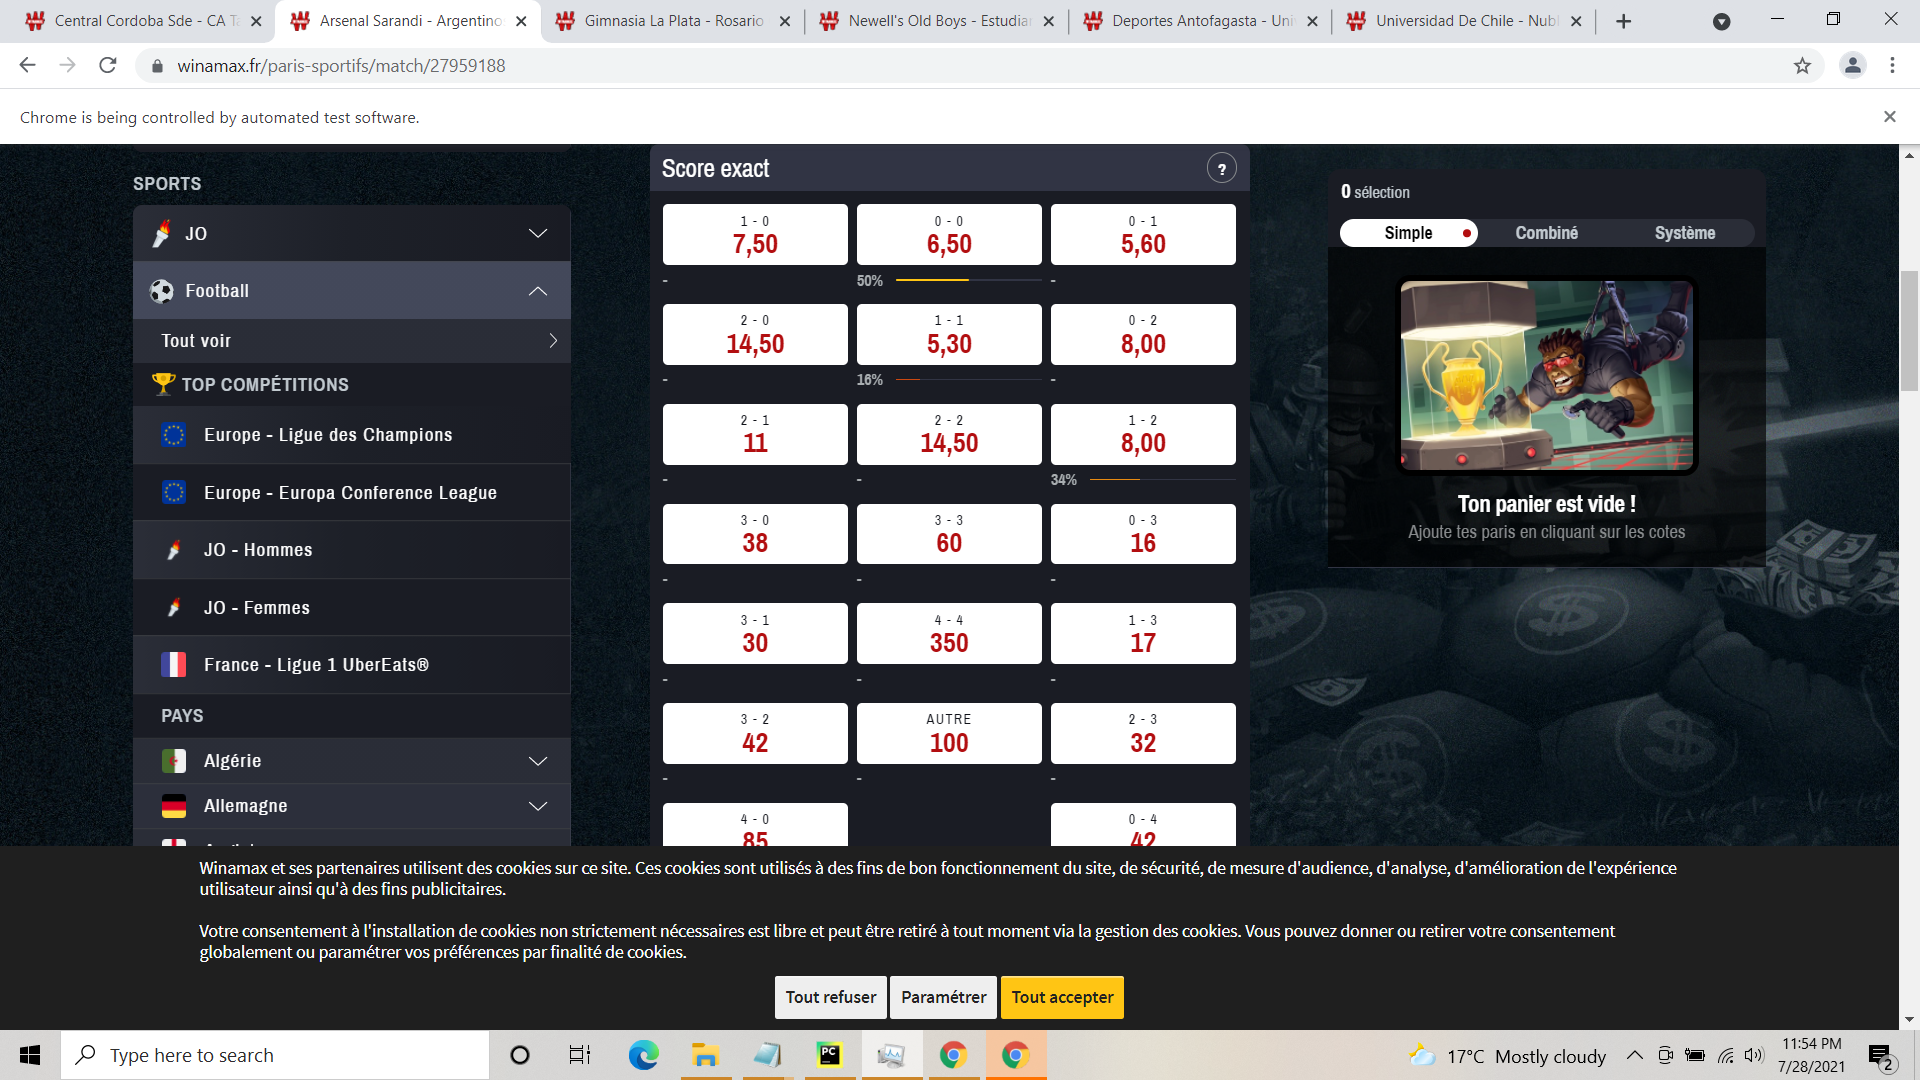 Central Cordoba Sde - CA Ta
Arsenal Sarandi - Argentino
Gimnasia La Plata - Rosario
Newell's Old Boys - Estudian
Deportes Antofagasta - Uni
Universidad De Chile - Nubl
winamax.fr/paris-sportifs/match/27959188
Chrome is being controlled by automated test software.
SPORTS
JO
Football
Tout voir
TOP COMPÉTITIONS
Europe - Ligue des Champions
Europe - Europa Conference League
JO - Hommes
JO - Femmes
France - Ligue 1 UberEats®
PAYS
Algérie
Allemagne
Score exact
?
1 - 0
7,50
0 - 0
6,50
0 - 1
5,60
-
50%
-
2 - 0
14,50
1 - 1
5,30
0 - 2
8,00
-
16%
-
2 - 1
11
2 - 2
14,50
1 - 2
8,00
-
-
34%
3 - 0
38
3 - 3
60
0 - 3
16
-
-
-
3 - 1
30
4 - 4
350
1 - 3
17
-
-
-
3 - 2
42
AUTRE
100
2 - 3
32
-
-
-
4 - 0
85
0 - 4
42
0 sélection
Simple
Combiné
Système
Ton panier est vide !
Ajoute tes paris en cliquant sur les cotes
Winamax et ses partenaires utilisent des cookies sur ce site. Ces cookies sont utilisés à des fins de bon fonctionnement du site, de sécurité, de mesure d'audience, d'analyse, d'amélioration de l'expérience
utilisateur ainsi qu'à des fins publicitaires.
Votre consentement à l'installation de cookies non strictement nécessaires est libre et peut être retiré à tout moment via la gestion des cookies. Vous pouvez donner ou retirer votre consentement
globalement ou paramétrer vos préférences par finalité de cookies.
Tout refuser
Paramétrer
Tout accepter
Type here to search
PC
17°C Mostly cloudy
11:54 PM
7/28/2021
2